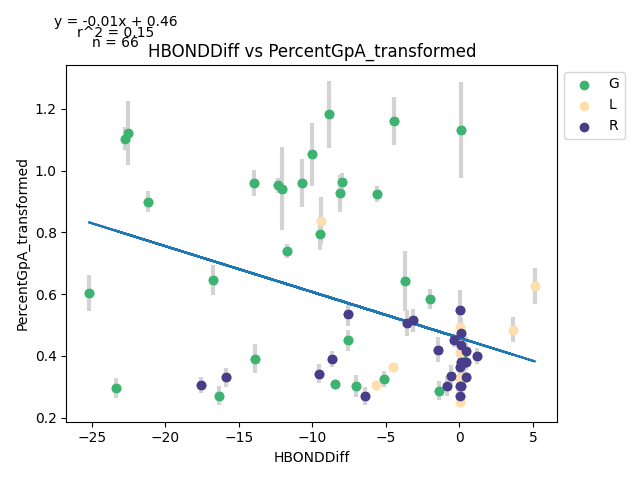 y = -0.01x + 0.46
r^2 = 0.15
n = 66
HBONDDiff vs PercentGpA_transformed
G
L
R
1.2
1.0
0.8
0.6
0.4
0.2
PercentGpA_transformed
−25
−20
−15
−10
−5
0
5
HBONDDiff